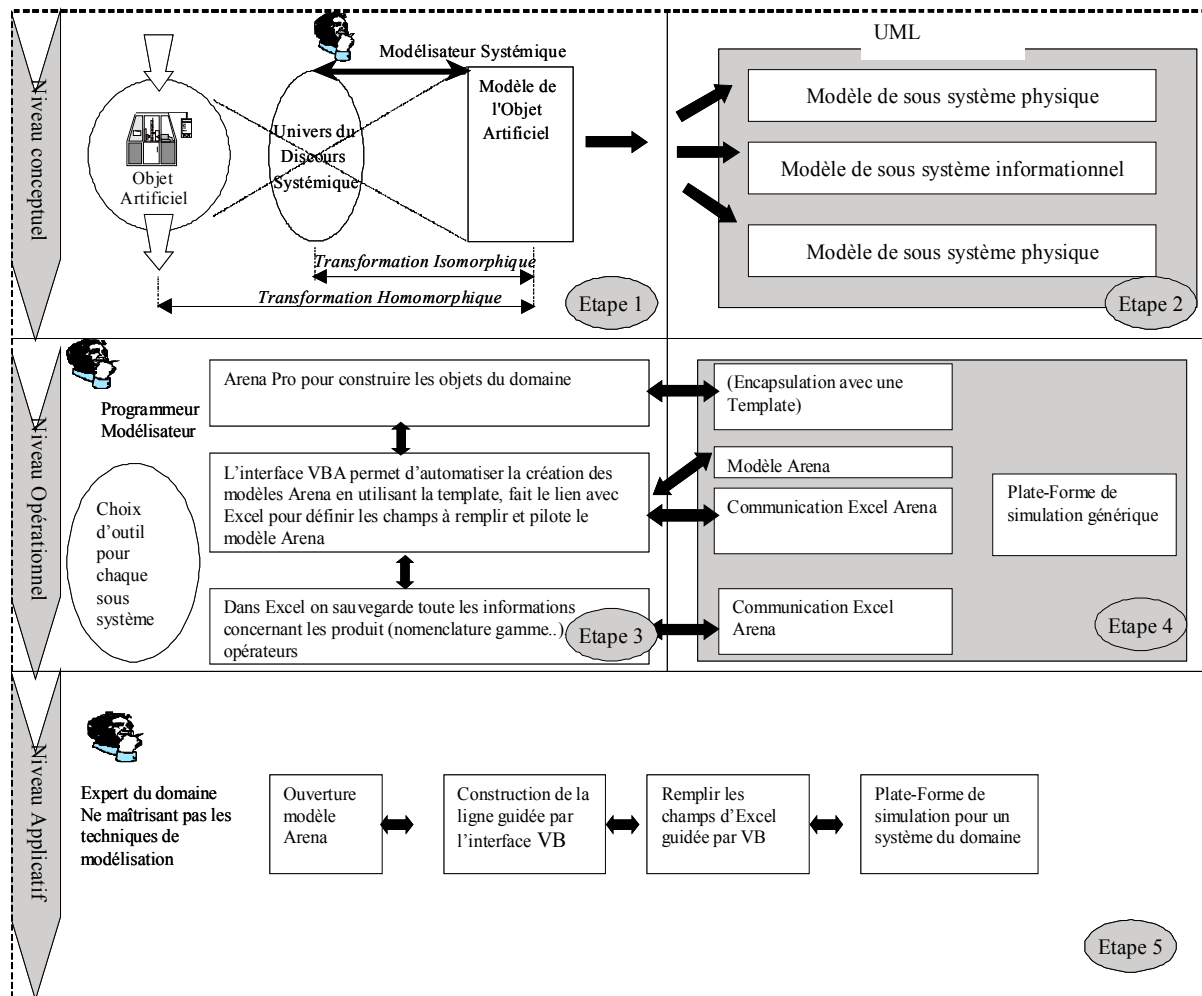 Niveau conceptuel
Objet
Artificiel
Univers du
Discours
Systémique
Modélisateur Systémique
Modèle de
l'Objet
Artificiel
Transformation Isomorphique
Transformation Homomorphique
Etape 1
UML
Modèle de sous système physique
Modèle de sous système informationnel
Modèle de sous système physique
Etape 2
Niveau Opérationnel
Programmeur
Modélisateur
Choix
d'outil
pour
chaque
sous
système
Arena Pro pour construire les objets du domaine
L'interface VBA permet d'automatiser la création des
modèles Arena en utilisant la template, fait le lien avec
Excel pour définir les champs à remplir et pilote le
modèle Arena
Dans Excel on sauvegarde toute les informations
concernant les produit (nomenclature gamme..)
opérateurs
Etape 3
(Encapsulation avec une
Template)
Modèle Arena
Communication Excel Arena
Communication Excel
Arena
Plate-Forme de
simulation générique
Etape 4
Niveau Applicatif
Expert du domaine
Ne maîtrisant pas les
techniques de
modélisation
Ouverture
modèle
Arena
Construction de la
ligne guidée par
l'interface VB
Remplir les
champs d'Excel
guidée par VB
Plate-Forme de
simulation pour un
système du domaine
Etape 5